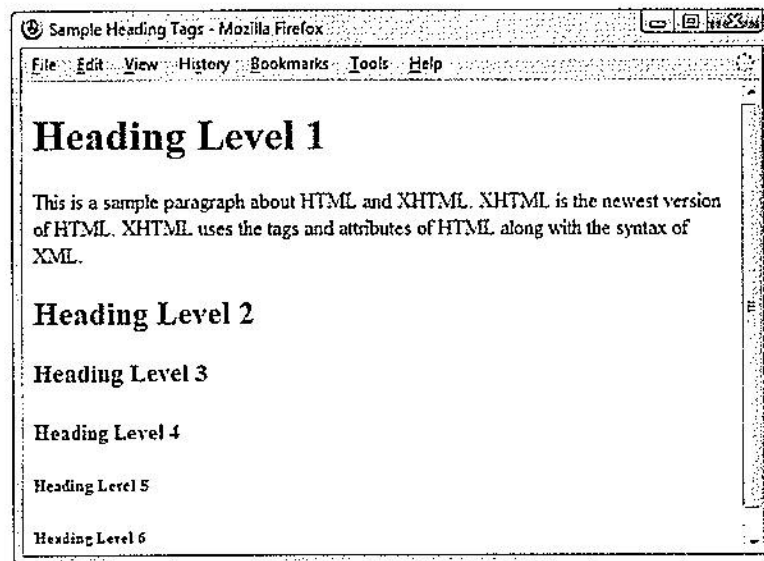 Sample Heading Tags - Mozilla Firefox
File Edit View History Bookmarks Tools Help
Heading Level 1
This is a sample paragraph about HTML and XHTML. XHTML is the newest version
of HTML. XHTML uses the tags and attributes of HTML along with the syntax of
XML.
Heading Level 2
Heading Level 3
Heading Level 4
Heading Level 5
Heading Level 6